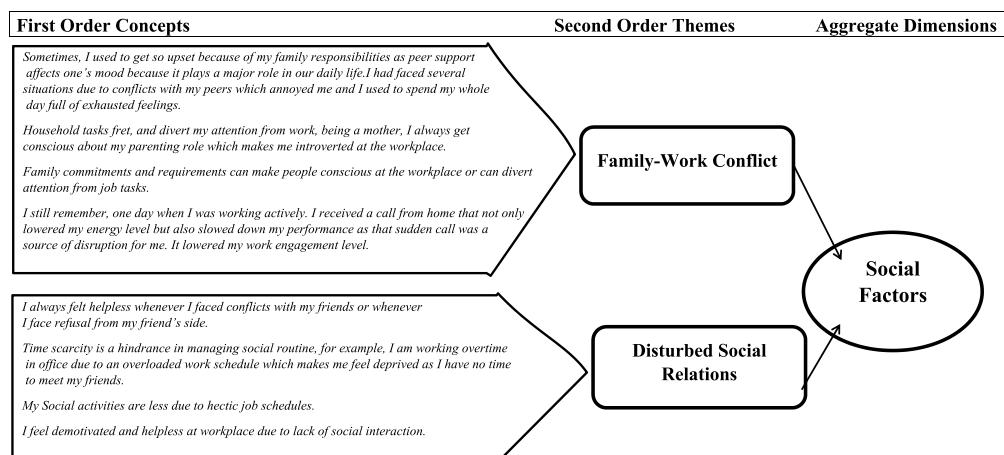 First Order Concepts Second Order Themes Aggregate Dimensions
Sometimes, I used to get so upset because of my family responsibilities as peer support
affects one's mood because it plays a major role in our daily life.I had faced several
situations due to conflicts with my peers which annoyed me and I used to spend my whole
day full of exhausted feelings.
Household tasks fret, and divert my attention from work, being a mother, I always get
conscious about my parenting role which makes me introverted at the workplace.
Family commitments and requirements can make people conscious at the workplace or can divert
attention from job tasks.
I still remember, one day when I was working actively. I received a call from home that not only
lowered my energy level but also slowed down my performance as that sudden call was a
source of disruption for me. It lowered my work engagement level.
Family-Work Conflict
Social
Factors
I always felt helpless whenever I faced conflicts with my friends or whenever
I face refusal from my friend's side.
Time scarcity is a hindrance in managing social routine, for example, I am working overtime
in office due to an overloaded work schedule which makes me feel deprived as I have no time
to meet my friends.
My Social activities are less due to hectic job schedules.
I feel demotivated and helpless at workplace due to lack of social interaction.
Disturbed Social
Relations